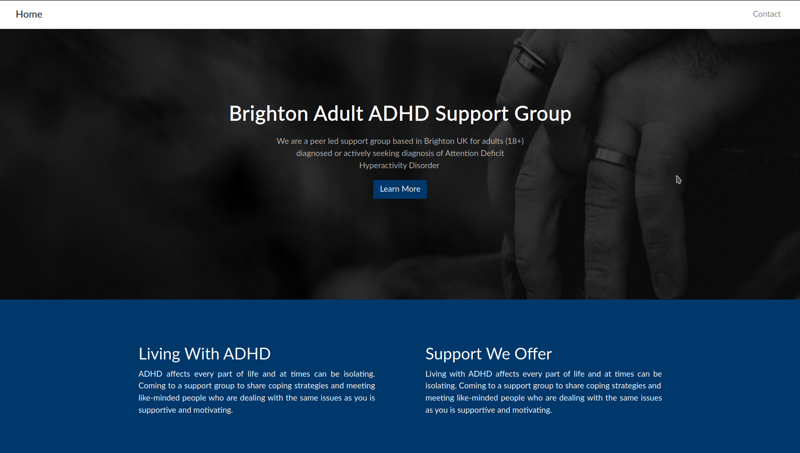 Home
Contact
Brighton Adult ADHD Support Group
We are a peer led support group based in Brighton UK for adults (18+)
diagnosed or actively seeking diagnosis of Attention Deficit
Hyperactivity Disorder
Learn More
Living With ADHD
ADHD affects every part of life and at times can be isolating.
Coming to a support group to share coping strategies and meeting
like-minded people who are dealing with the same issues as you is
supportive and motivating.
Support We Offer
Living with ADHD affects every part of life and at times can be
isolating. Coming to a support group to share coping strategies and
meeting like-minded people who are dealing with the same issues
as you is supportive and motivating.